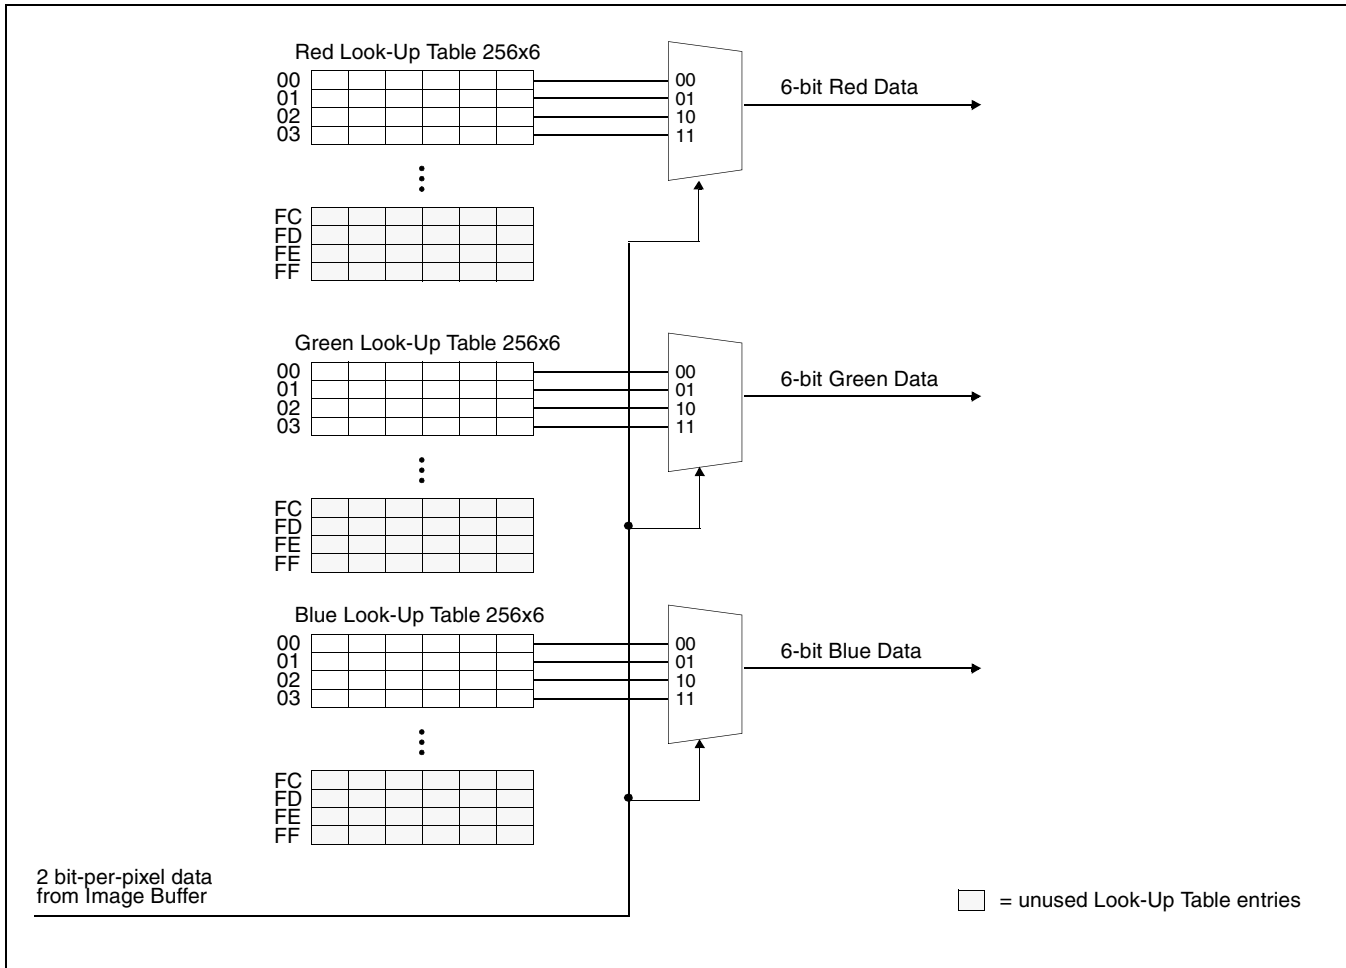 Red Look-Up Table 256x6
00
01
02
03
00
01
10
11
6-bit Red Data
FC
FD
FE
FF
Green Look-Up Table 256x6
00
01
02
03
00
01
10
11
6-bit Green Data
FC
FD
FE
FF
Blue Look-Up Table 256x6
00
01
02
03
00
01
10
11
6-bit Blue Data
FC
FD
FE
FF
2 bit-per-pixel data
from Image Buffer
= unused Look-Up Table entries